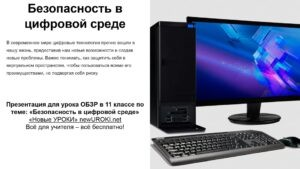 Безопасность в
цифровой среде
В современном мире цифровые технологии прочно вошли в
нашу жизнь, предоставив нам новые возможности и создав
новые проблемы. Важно понимать, как защитить себя в
виртуальном пространстве, чтобы пользоваться всеми его
преимуществами, не подвергая себя риску.
Презентация для урока ОБЗР в 11 классе по
теме: «Безопасность в цифровой среде»
«Новые УРОКИ» newUROKI.net
Всё для учителя – всё бесплатно!